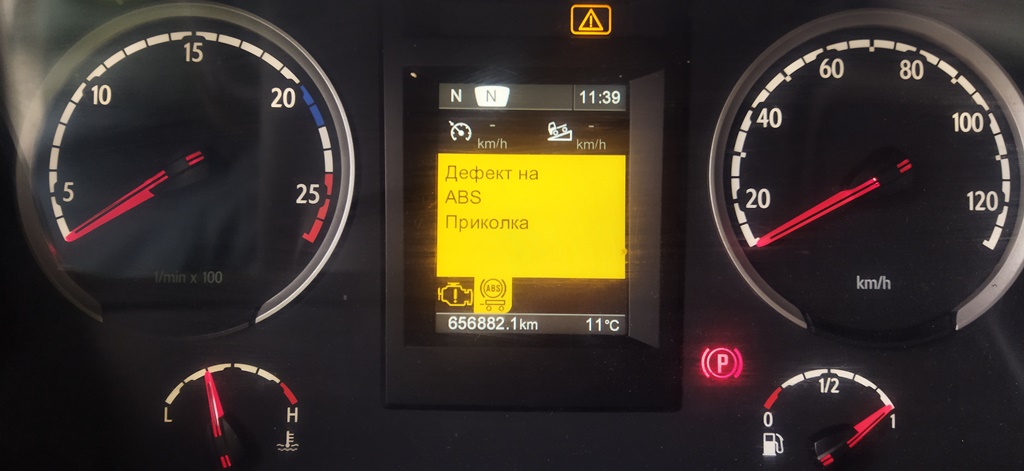 15
10
20
5
25
1/min x 100
L
H
N N 11:39
- -
km/h km/h
Дефект на
ABS
Приколка
ABS
656882.1km 11°C
60
80
40
100
20
120
km/h
P
1/2
0
1